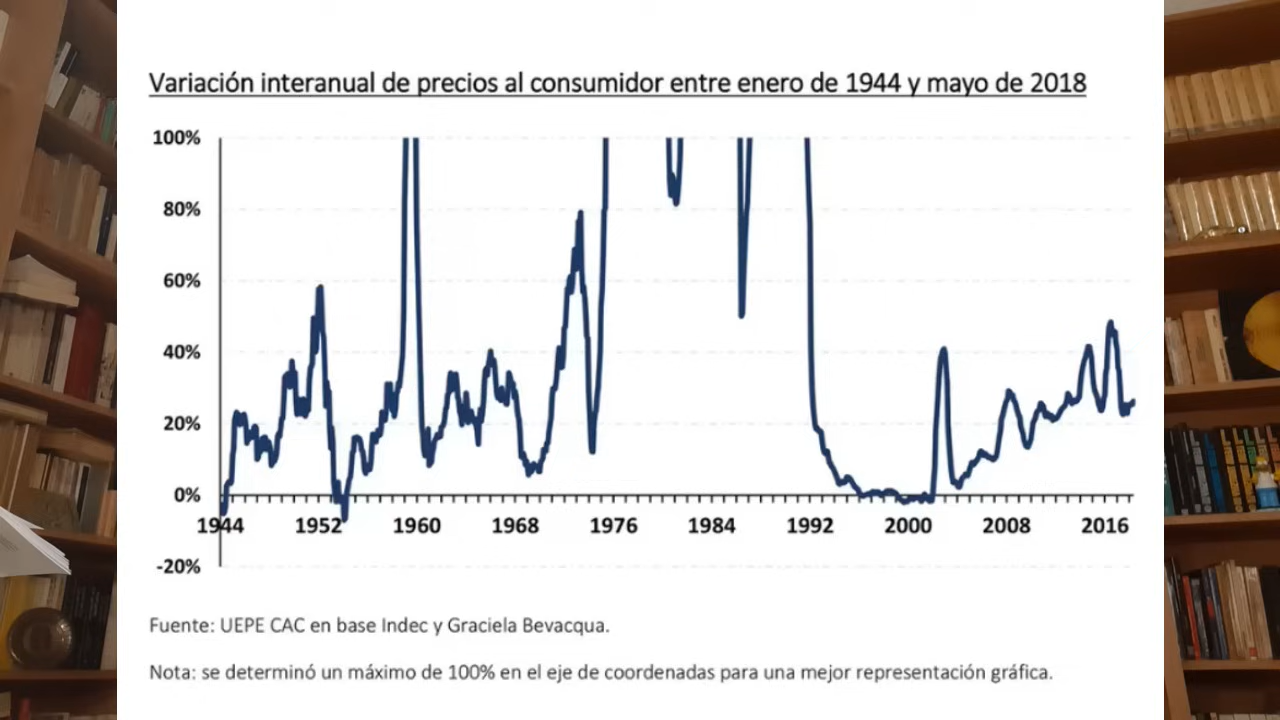 Variación interanual de precios al consumidor entre enero de 1944 y mayo de 2018
100%
80%
60%
40%
20%
0%
1944 1952 1960 1968 1976 1984 1992 2000 2008 2016
-20%
Fuente: UEPE CAC en base Indec y Graciela Bevacqua.
Nota: se determinó un máximo de 100% en el eje de coordenadas para una mejor representación gráfica.